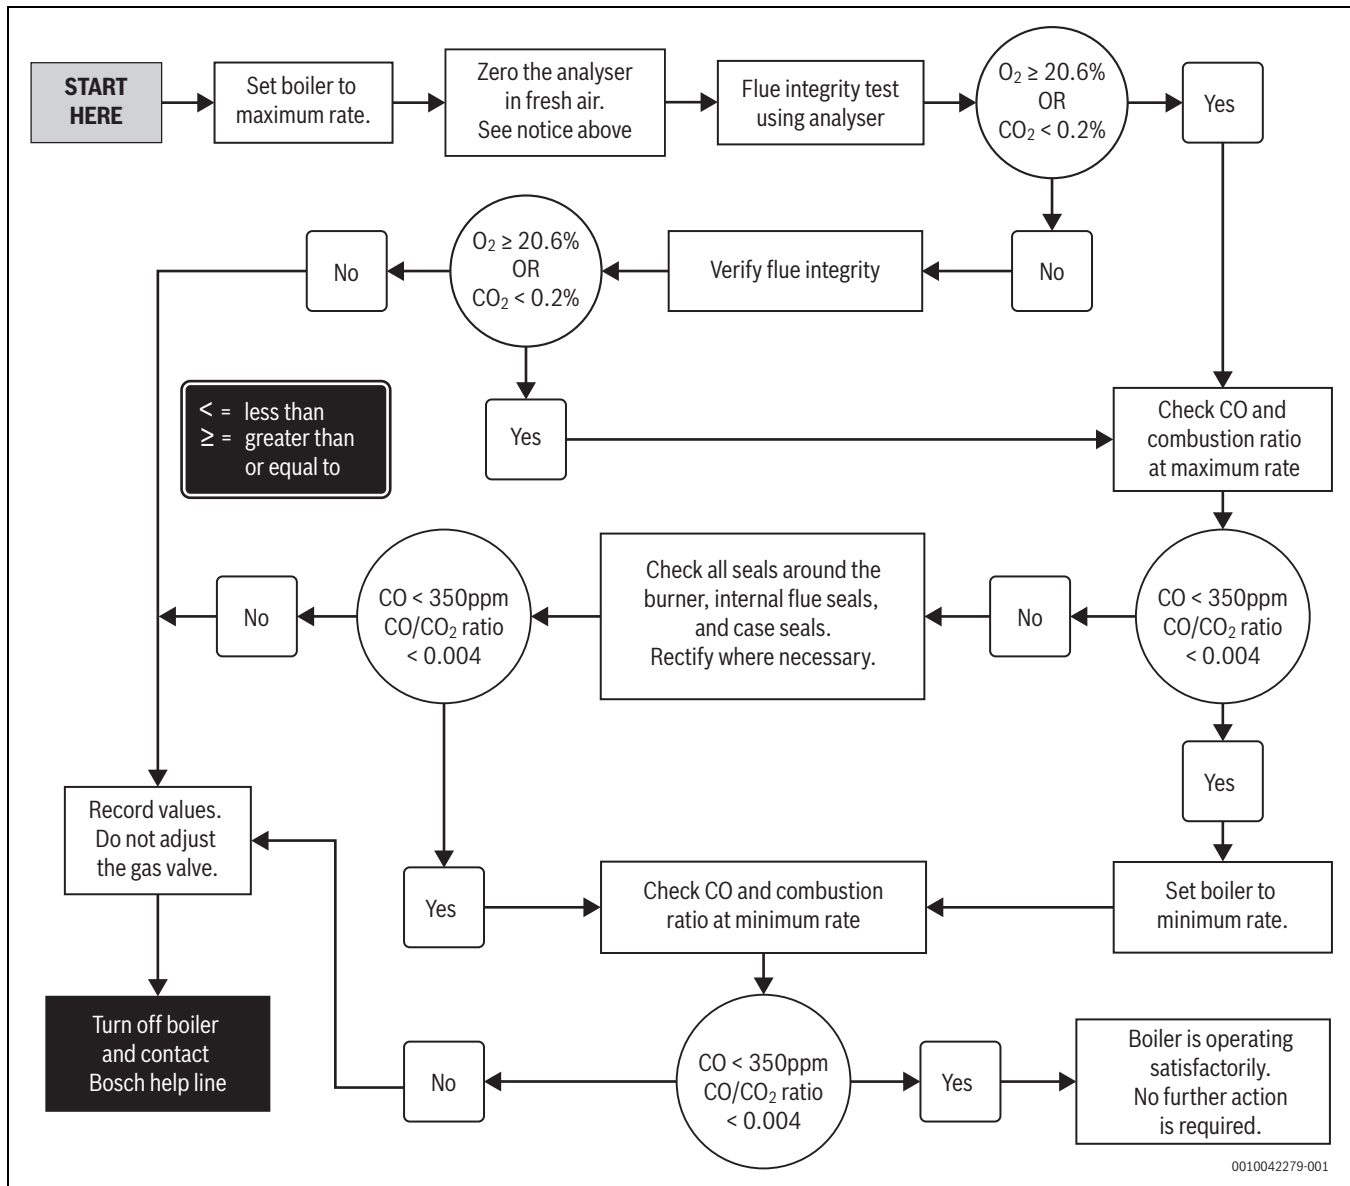 START
HERE
Set boiler to
maximum rate.
Zero the analyser
in fresh air.
See notice above
Flue integrity test
using analyser
O₂ ≥ 20.6%
OR
CO₂ < 0.2%
Yes
No
Verify flue integrity
O₂ ≥ 20.6%
OR
CO₂ < 0.2%
No
< = less than
≥ = greater than
or equal to
Yes
Check CO and
combustion ratio
at maximum rate
CO < 350ppm
CO/CO₂ ratio
< 0.004
No
Check all seals around the
burner, internal flue seals,
and case seals.
Rectify where necessary.
CO < 350ppm
CO/CO₂ ratio
< 0.004
No
Yes
Record values.
Do not adjust
the gas valve.
Yes
Check CO and combustion
ratio at minimum rate
Set boiler to
minimum rate.
Turn off boiler
and contact
Bosch help line
No
CO < 350ppm
CO/CO₂ ratio
< 0.004
Yes
Boiler is operating
satisfactorily.
No further action
is required.
0010042279-001